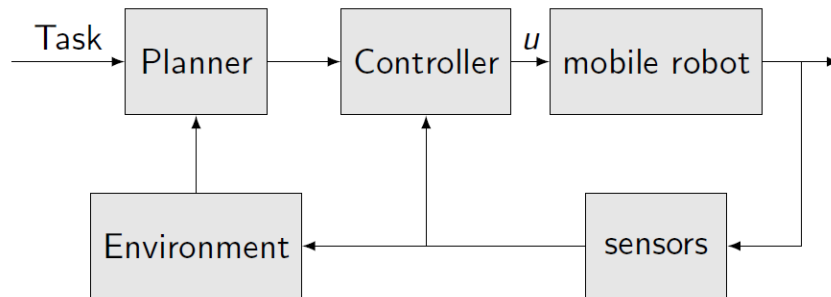 Task
Planner
Controller
u
mobile robot
Environment
sensors